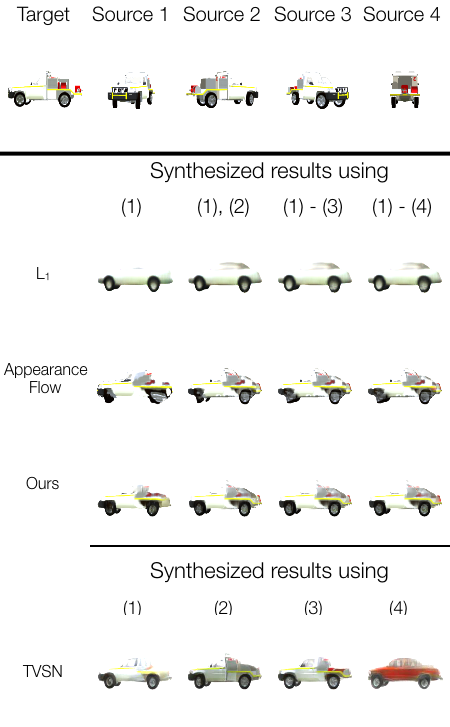 Target Source 1 Source 2 Source 3 Source 4
Synthesized results using
(1) (1), (2) (1) - (3) (1) - (4)
L₁
Appearance
Flow
Ours
Synthesized results using
(1) (2) (3) (4)
TVSN